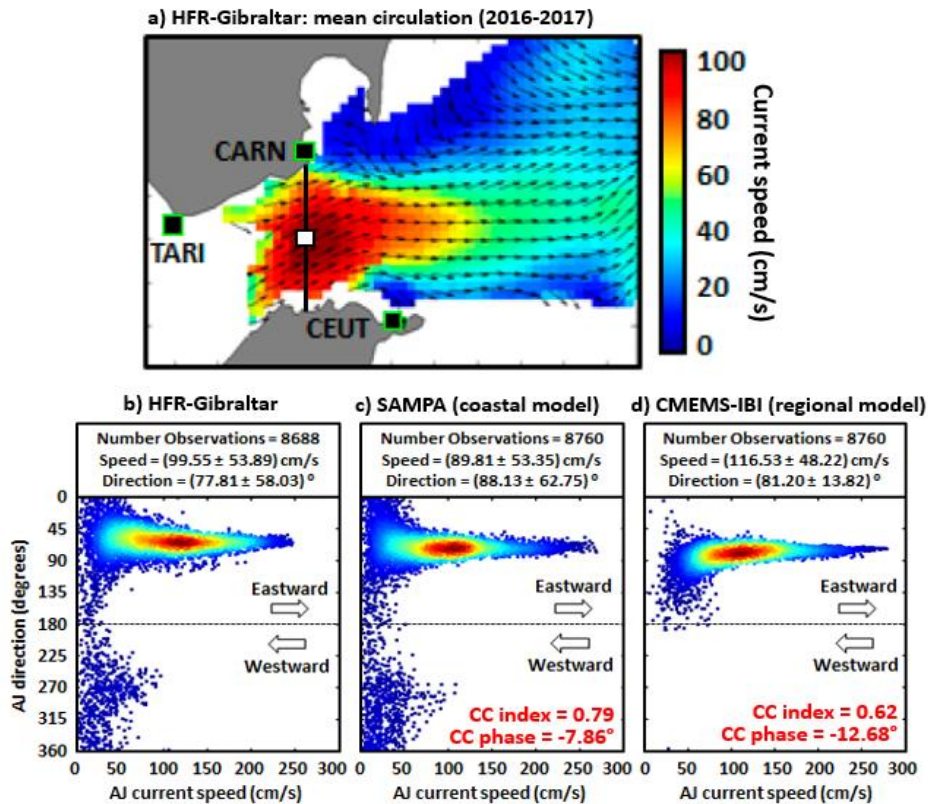 a) HFR-Gibraltar: mean circulation (2016-2017)
CARN
TARI
CEUT
100
80
60
40
20
0
Current speed (cm/s)
b) HFR-Gibraltar
Number Observations = 8688
Speed = (99.55 ± 53.89) cm/s
Direction = (77.81 ± 58.03) º
0
45
90
135
180
225
270
315
360
AJ direction (degrees)
Eastward
Westward
0 50 100 150 200 250 300
AJ current speed (cm/s)
c) SAMPA (coastal model)
Number Observations = 8760
Speed = (89.81 ± 53.35) cm/s
Direction = (88.13 ± 62.75) º
Eastward
Westward
CC index = 0.79
CC phase = -7.86º
0 50 100 150 200 250 300
AJ current speed (cm/s)
d) CMEMS-IBI (regional model)
Number Observations = 8760
Speed = (116.53 ± 48.22) cm/s
Direction = (81.20 ± 13.82) º
Eastward
Westward
CC index = 0.62
CC phase = -12.68º
0 50 100 150 200 250 300
AJ current speed (cm/s)